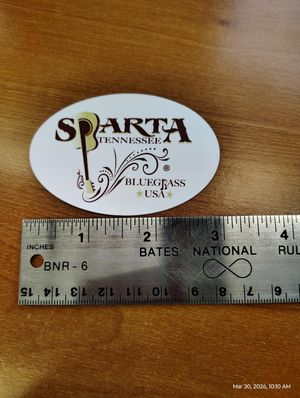 SPARTA
TENNESSEE
®
BLUEGRASS
USA
1 2 3 4
INCHES
BATES NATIONAL RUL
BNR - 6
15 14 13 12 11 10 9 8 7 6
Mar 30, 2026, 10:10 AM